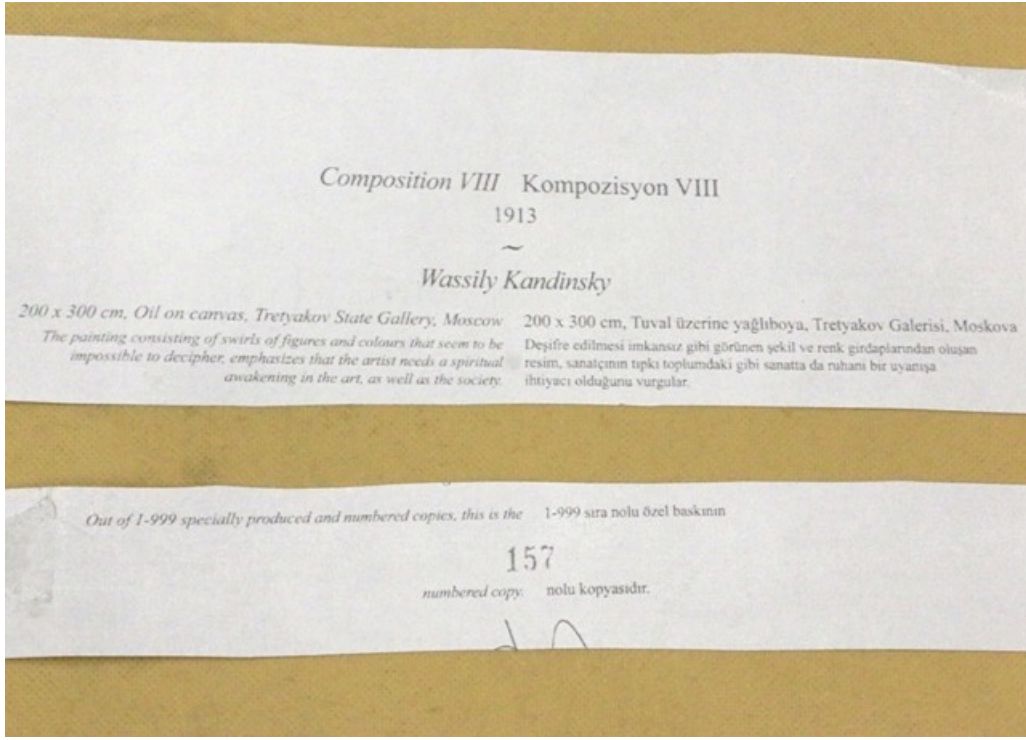 Composition VIII Kompozisyon VIII
1913
~
Wassily Kandinsky
200 x 300 cm, Oil on canvas, Tretyakov State Gallery, Moscow
The painting consisting of swirls of figures and colours that seem to be
impossible to decipher, emphasizes that the artist needs a spiritual
awakening in the art, as well as the society.
200 x 300 cm, Tuval üzerine yağlıboya, Tretyakov Galerisi, Moskova
Deşifre edilmesi imkansız gibi görünen şekil ve renk girdaplarından oluşan
resim, sanatçının tıpkı toplumdaki gibi sanatta da ruhani bir uyanışa
ihtiyacı olduğunu vurgular.
Out of 1-999 specially produced and numbered copies, this is the 1-999 sıra nolu özel baskının
157
numbered copy. nolu kopyasıdır.